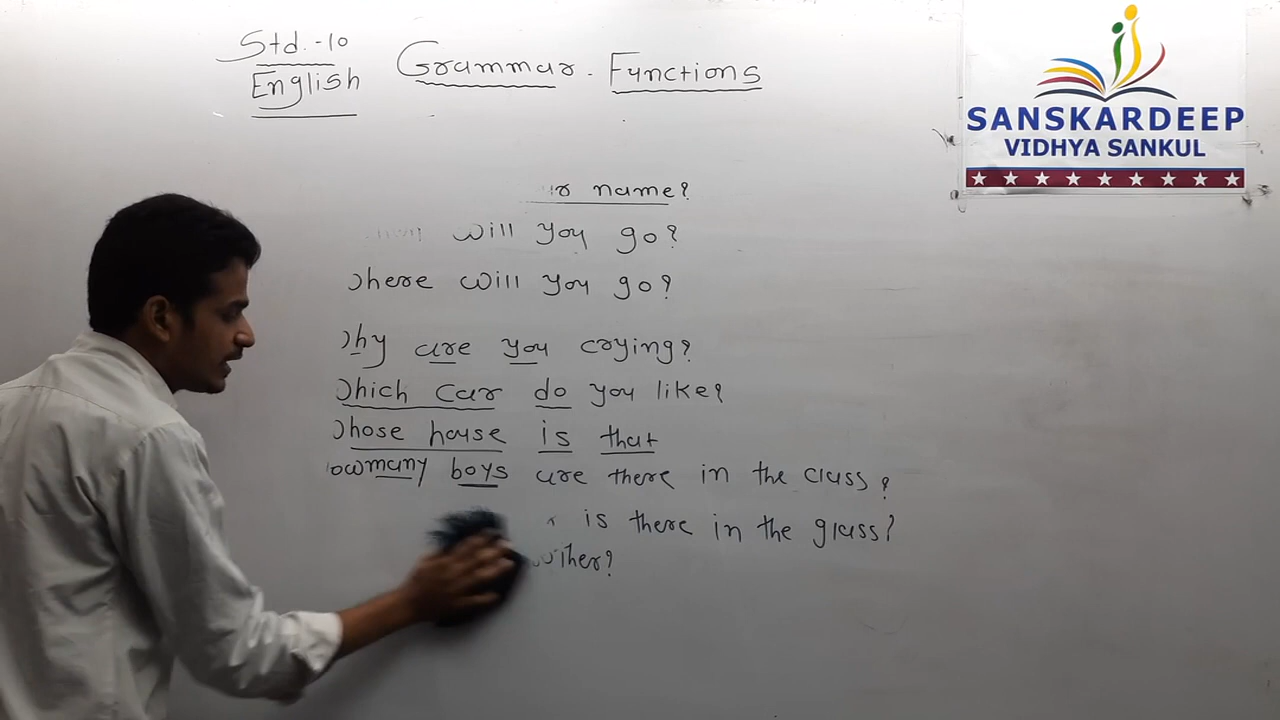 Std.-10
English
Grammar. Functions
SANSKARDEEP
VIDHYA SANKUL
name?
will you go?
here will you go?
hy are you crying?
hich car do you like?
hose house is that
owmany boys are there in the class?
is there in the glass?
ther?